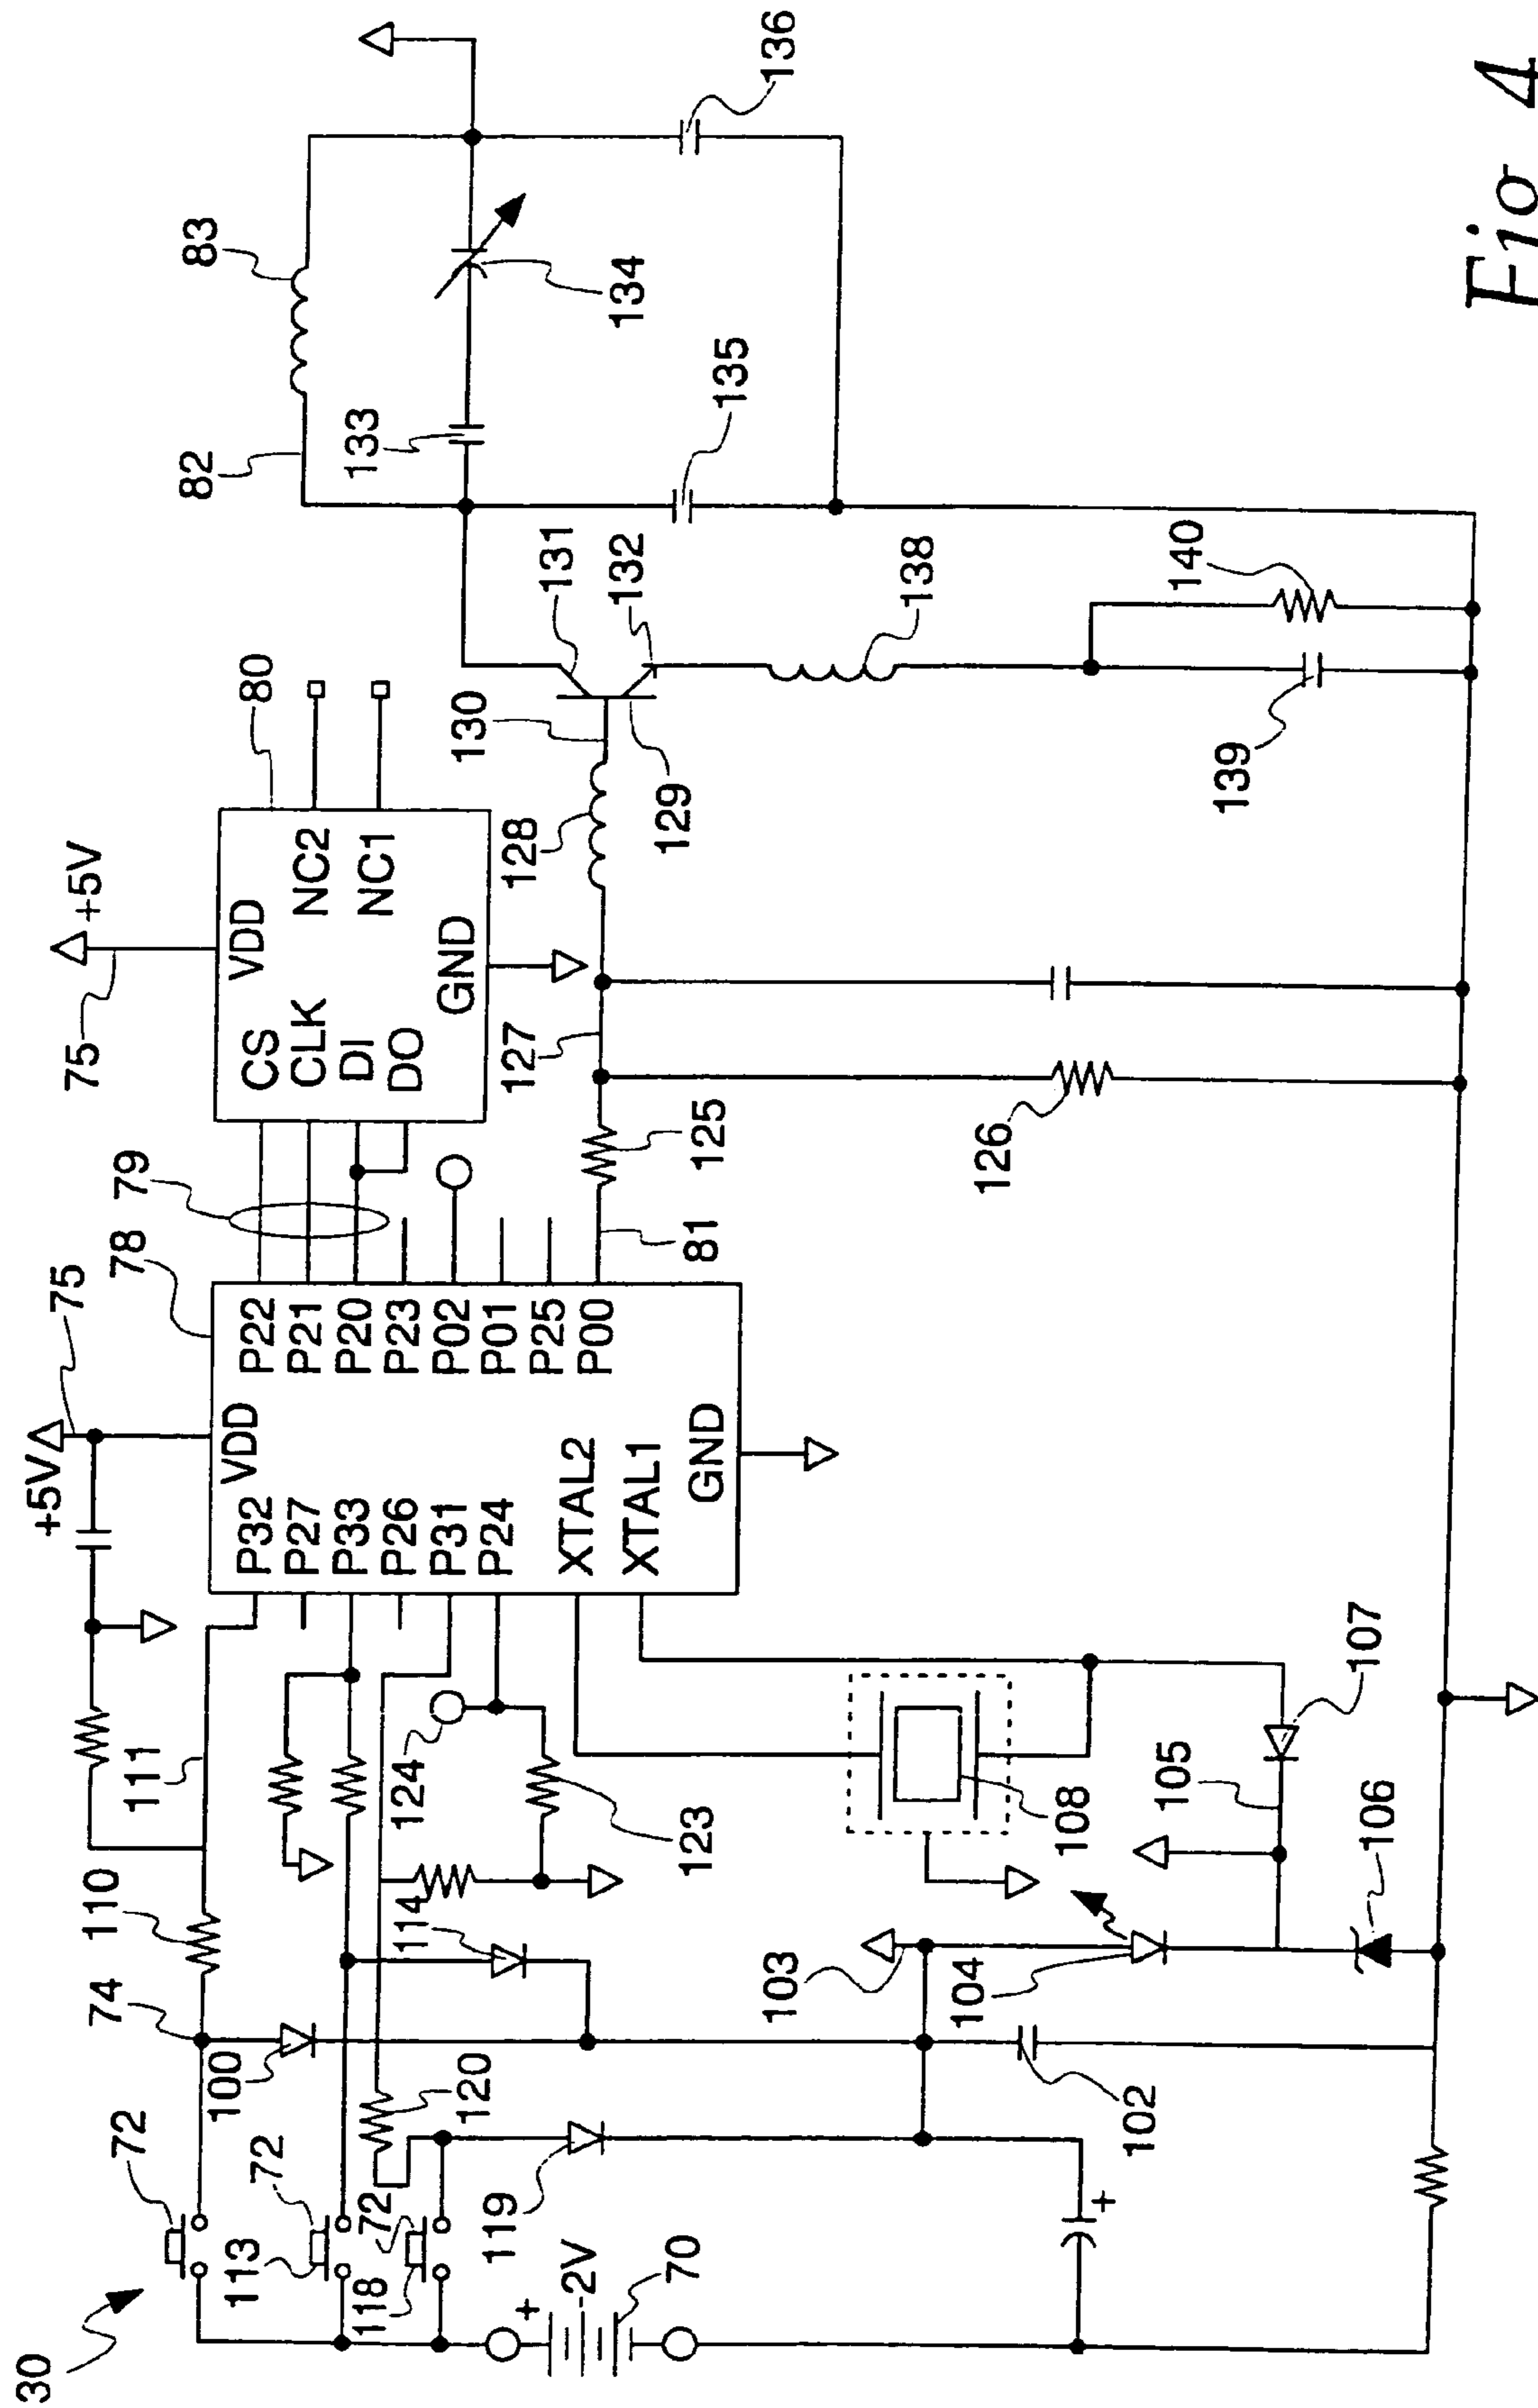 30
72
74
110
111
+5V
75
78
79
75
+5V
80
82
83
100
113
72
118
72
119
120
114
124
123
P32
P27
P33
P26
P31
P24
XTAL2
XTAL1
GND
VDD
P22
P21
P20
P23
P02
P01
P25
P00
81
125
CS
CLK
DI
DO
VDD
GND
NC2
NC1
127
128
130
131
132
129
133
134
135
136
138
140
139
126
+
-2V
70
+
102
103
104
105
106
107
108
Fig 4